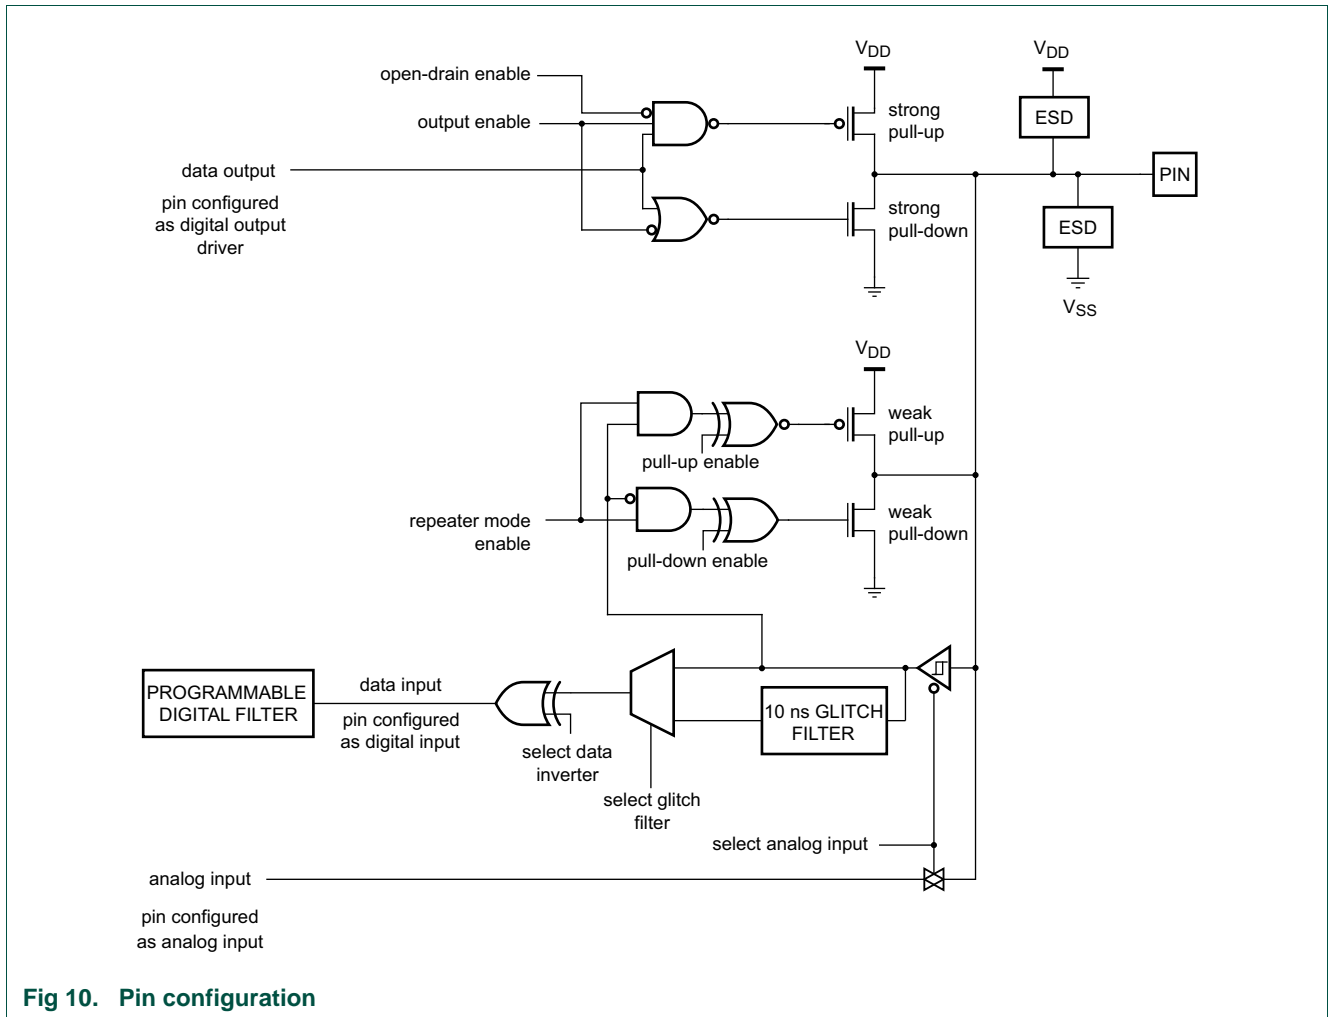 open-drain enable
output enable
data output
pin configured
as digital output
driver
VDD
strong
pull-up
strong
pull-down
VDD
ESD
PIN
ESD
VSS
VDD
weak
pull-up
pull-up enable
repeater mode
enable
weak
pull-down
pull-down enable
PROGRAMMABLE
DIGITAL FILTER
data input
pin configured
as digital input
select data
inverter
select glitch
filter
10 ns GLITCH
FILTER
select analog input
analog input
pin configured
as analog input
Fig 10. Pin configuration